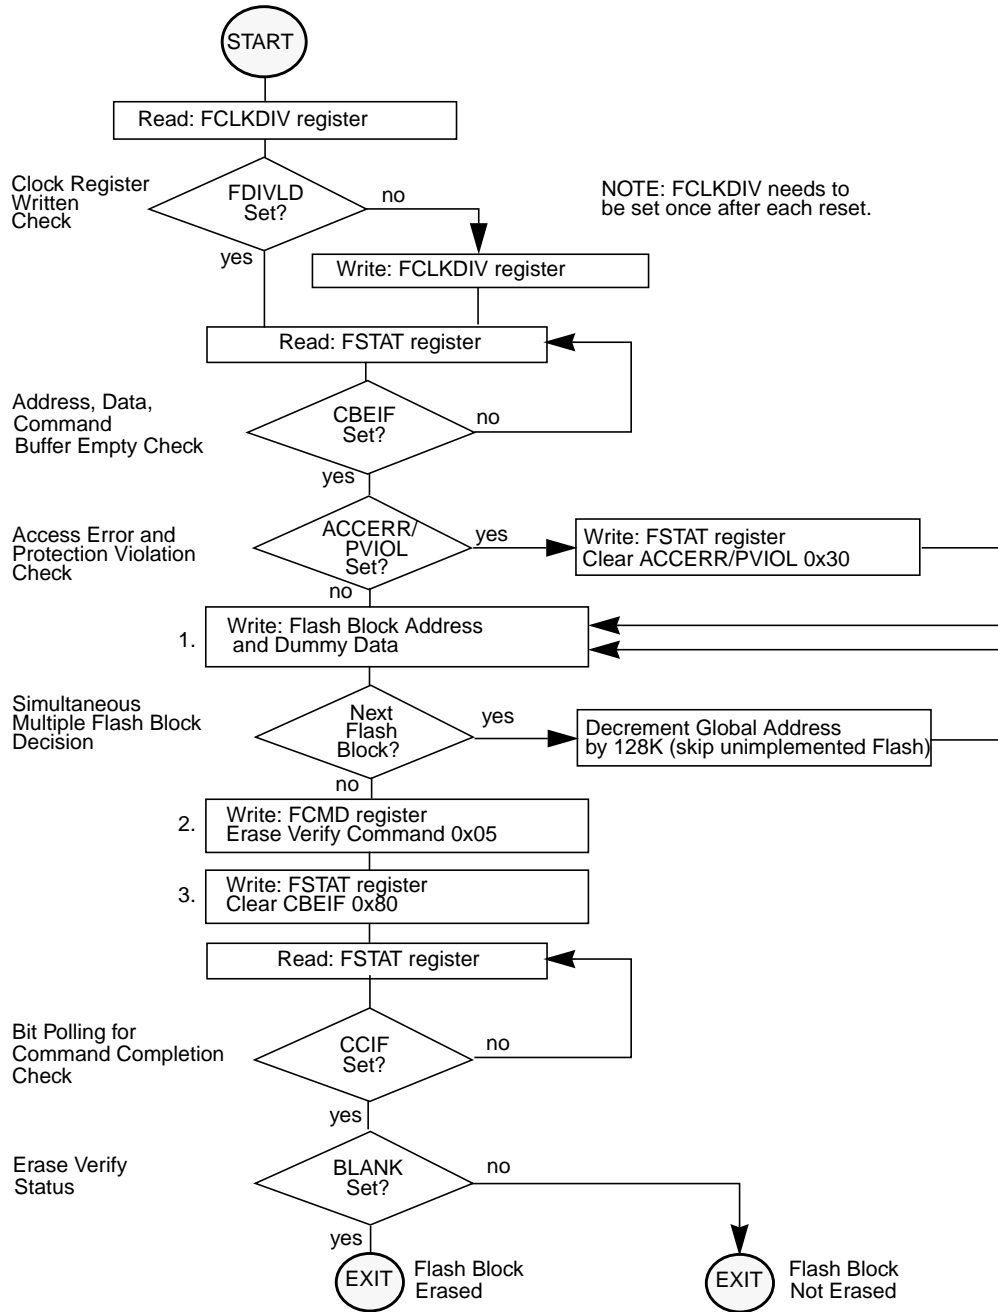 START
Read: FCLKDIV register
Clock Register
Written
Check
FDIVLD
Set?
no
yes
NOTE: FCLKDIV needs to
be set once after each reset.
Write: FCLKDIV register
Read: FSTAT register
Address, Data,
Command
Buffer Empty Check
CBEIF
Set?
no
yes
Access Error and
Protection Violation
Check
ACCERR/
PVIOL
Set?
yes
no
Write: FSTAT register
Clear ACCERR/PVIOL 0x30
1.
Write: Flash Block Address
and Dummy Data
Simultaneous
Multiple Flash Block
Decision
Next
Flash
Block?
yes
no
Decrement Global Address
by 128K (skip unimplemented Flash)
2.
Write: FCMD register
Erase Verify Command 0x05
3.
Write: FSTAT register
Clear CBEIF 0x80
Read: FSTAT register
Bit Polling for
Command Completion
Check
CCIF
Set?
no
yes
Erase Verify
Status
BLANK
Set?
no
yes
EXIT
Flash Block
Erased
EXIT
Flash Block
Not Erased